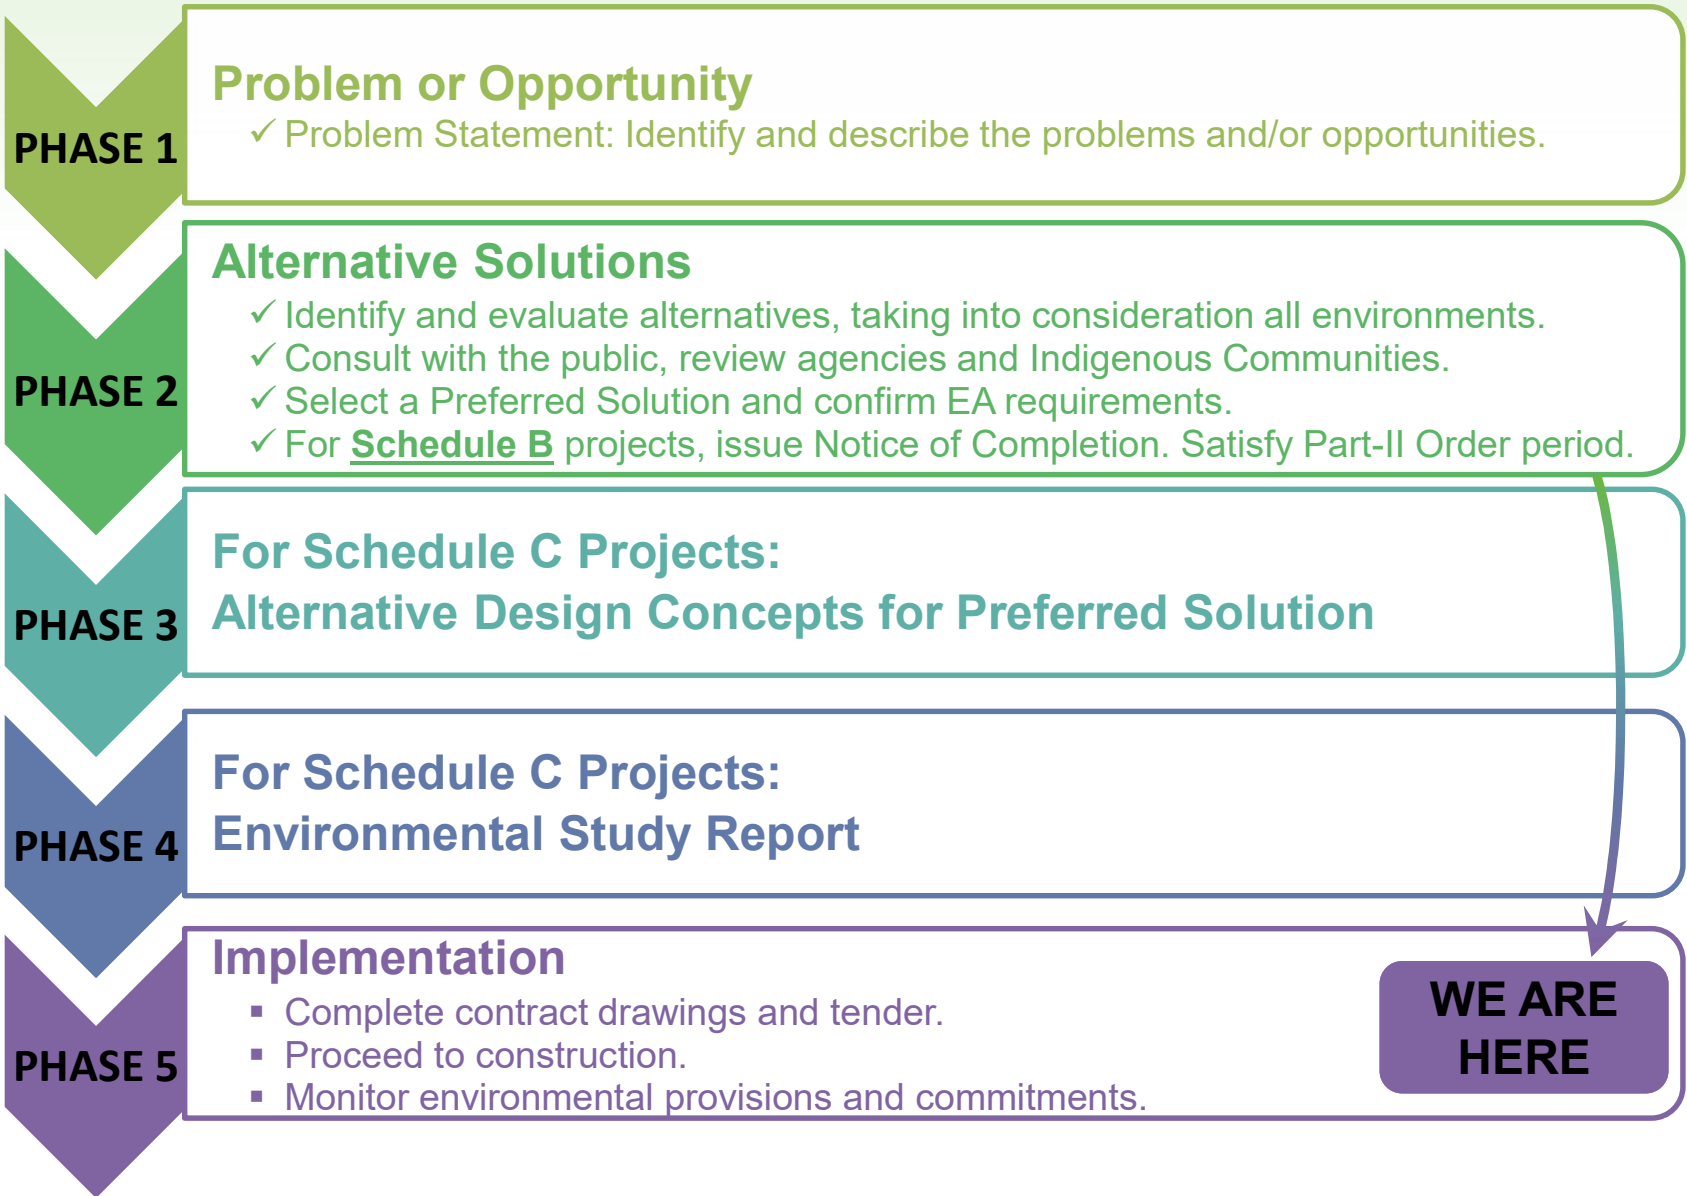 PHASE 1
Problem or Opportunity
✓ Problem Statement: Identify and describe the problems and/or opportunities.
PHASE 2
Alternative Solutions
✓ Identify and evaluate alternatives, taking into consideration all environments.
✓ Consult with the public, review agencies and Indigenous Communities.
✓ Select a Preferred Solution and confirm EA requirements.
✓ For Schedule B projects, issue Notice of Completion. Satisfy Part-II Order period.
PHASE 3
For Schedule C Projects:
Alternative Design Concepts for Preferred Solution
PHASE 4
For Schedule C Projects:
Environmental Study Report
PHASE 5
Implementation
▪ Complete contract drawings and tender.
▪ Proceed to construction.
▪ Monitor environmental provisions and commitments.
WE ARE
HERE